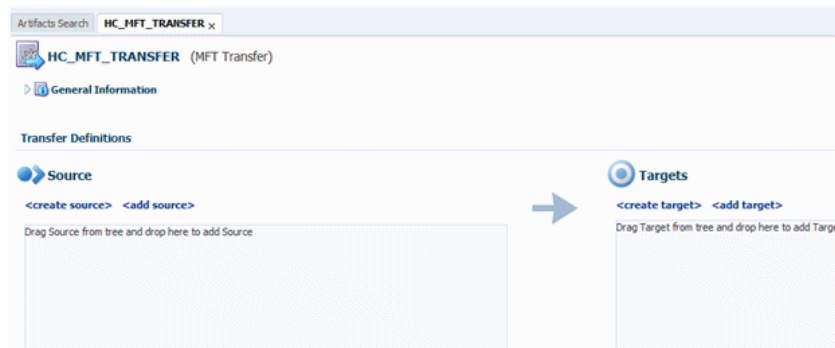 Artifacts Search HC_MFT_TRANSFER x
HC_MFT_TRANSFER (MFT Transfer)
General Information
Transfer Definitions
Source
<create source> <add source>
Drag Source from tree and drop here to add Source
Targets
<create target> <add target>
Drag Target from tree and drop here to add Targe